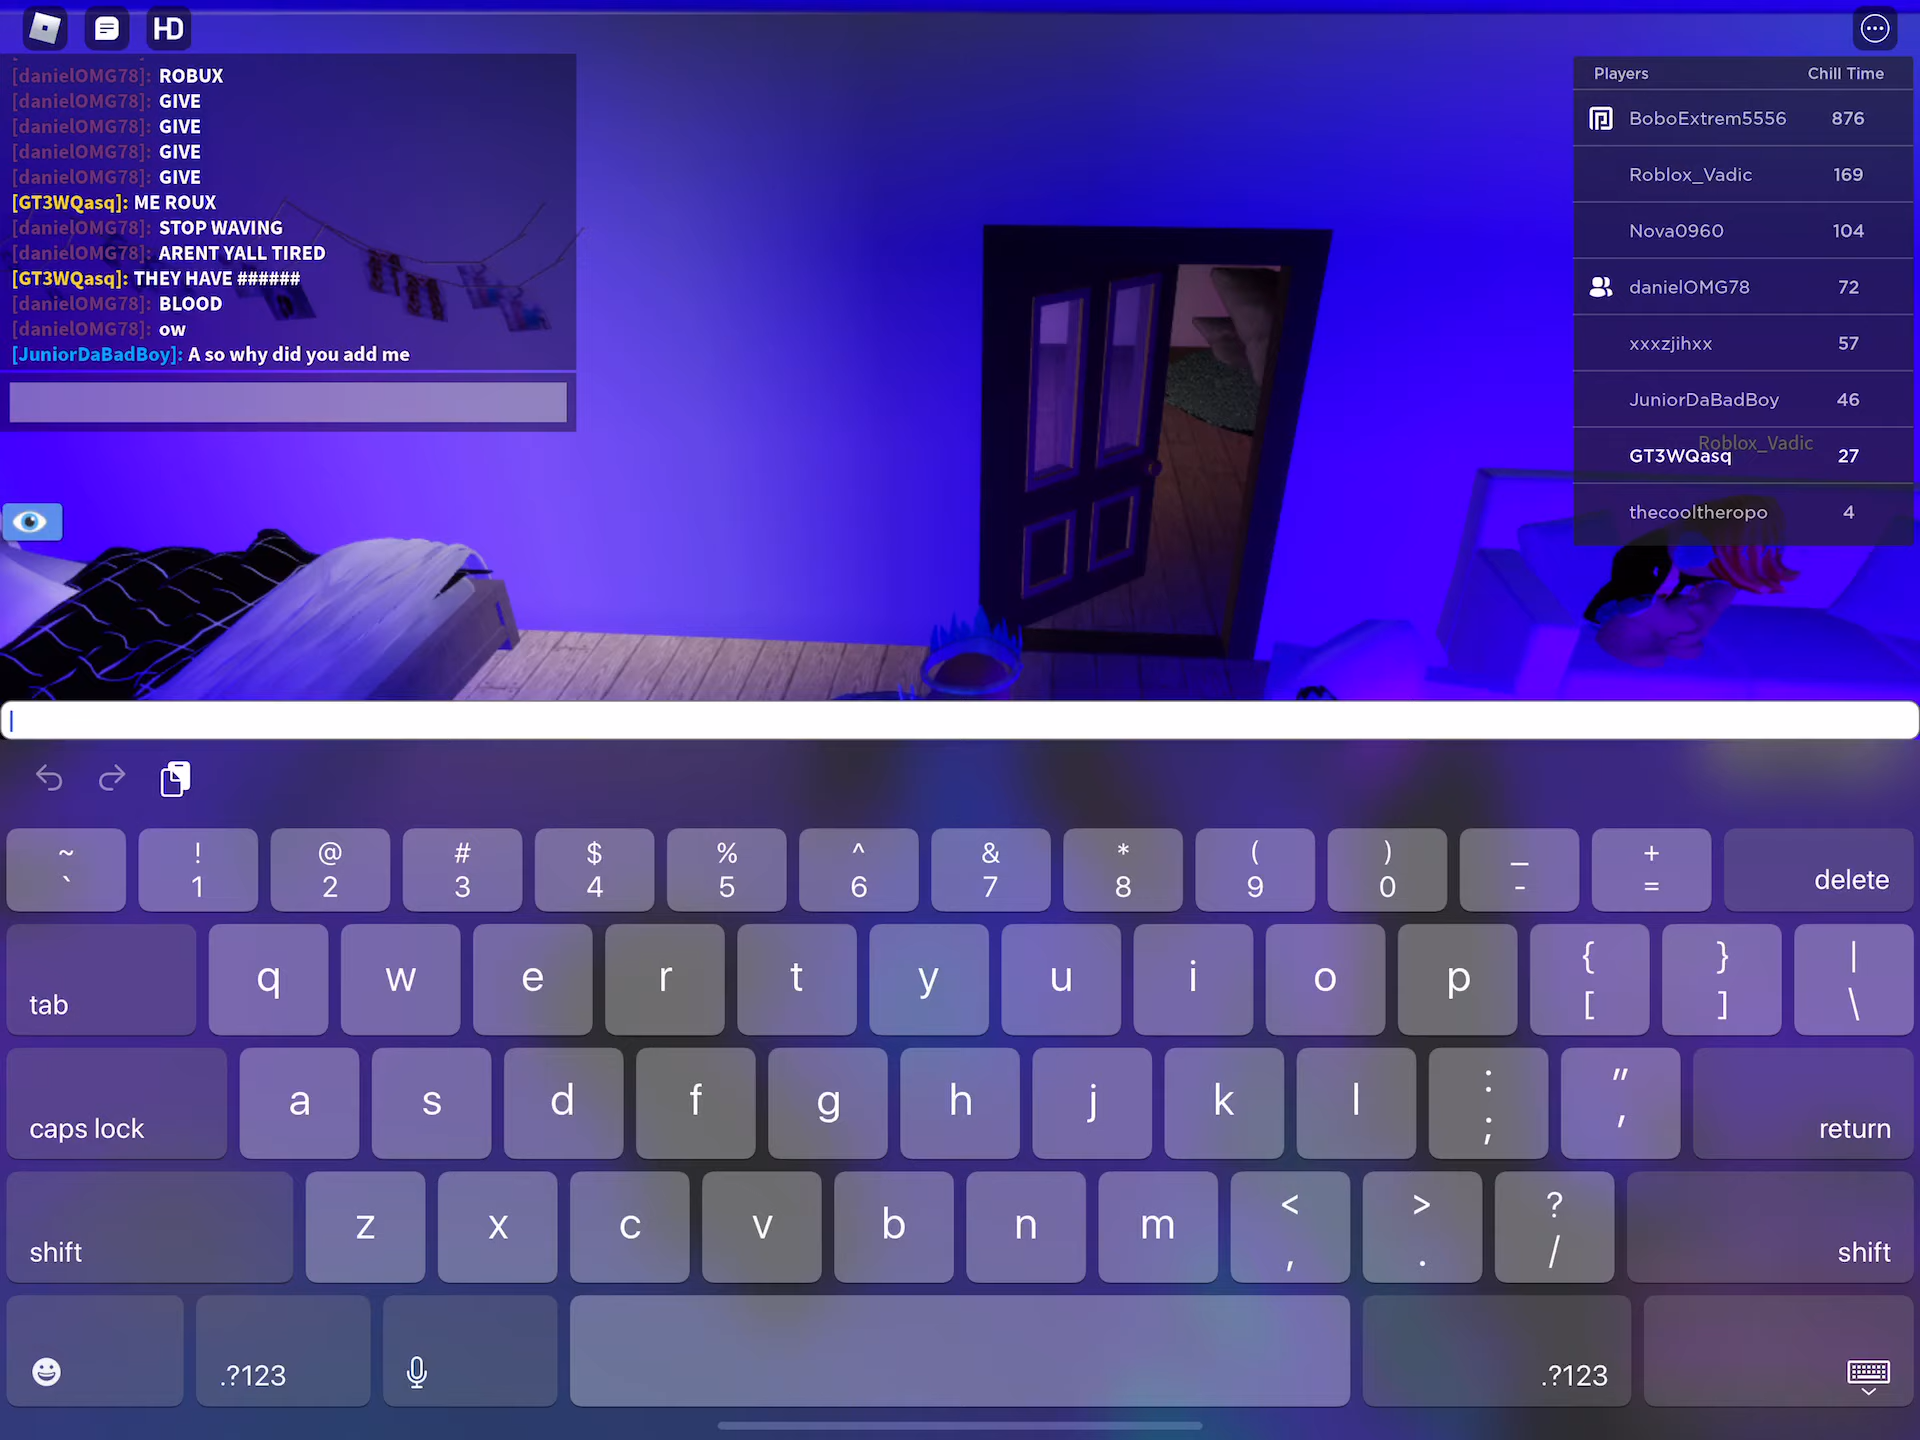 HD
[danielOMG78]: ROBUX
[danielOMG78]: GIVE
[danielOMG78]: GIVE
[danielOMG78]: GIVE
[danielOMG78]: GIVE
[GT3WQasq]: ME ROUX
[danielOMG78]: STOP WAVING
[danielOMG78]: ARENT YALL TIRED
[GT3WQasq]: THEY HAVE ######
[danielOMG78]: BLOOD
[danielOMG78]: ow
[JuniorDaBadBoy]: A so why did you add me
Players Chill Time
BoboExtrem5556 876
Roblox_Vadic 169
Nova0960 104
danielOMG78 72
xxxzjihxx 57
JuniorDaBadBoy 46
Roblox_Vadic
GT3WQasq 27
thecooltheropo 4
~ ! @ # $ % ^ & * ( ) _ +
` 1 2 3 4 5 6 7 8 9 0 - = delete
tab q w e r t y u i o p { [ } ] | \
caps lock a s d f g h j k l : ; " ' return
shift z x c v b n m < , > . ? / shift
.?123 .?123